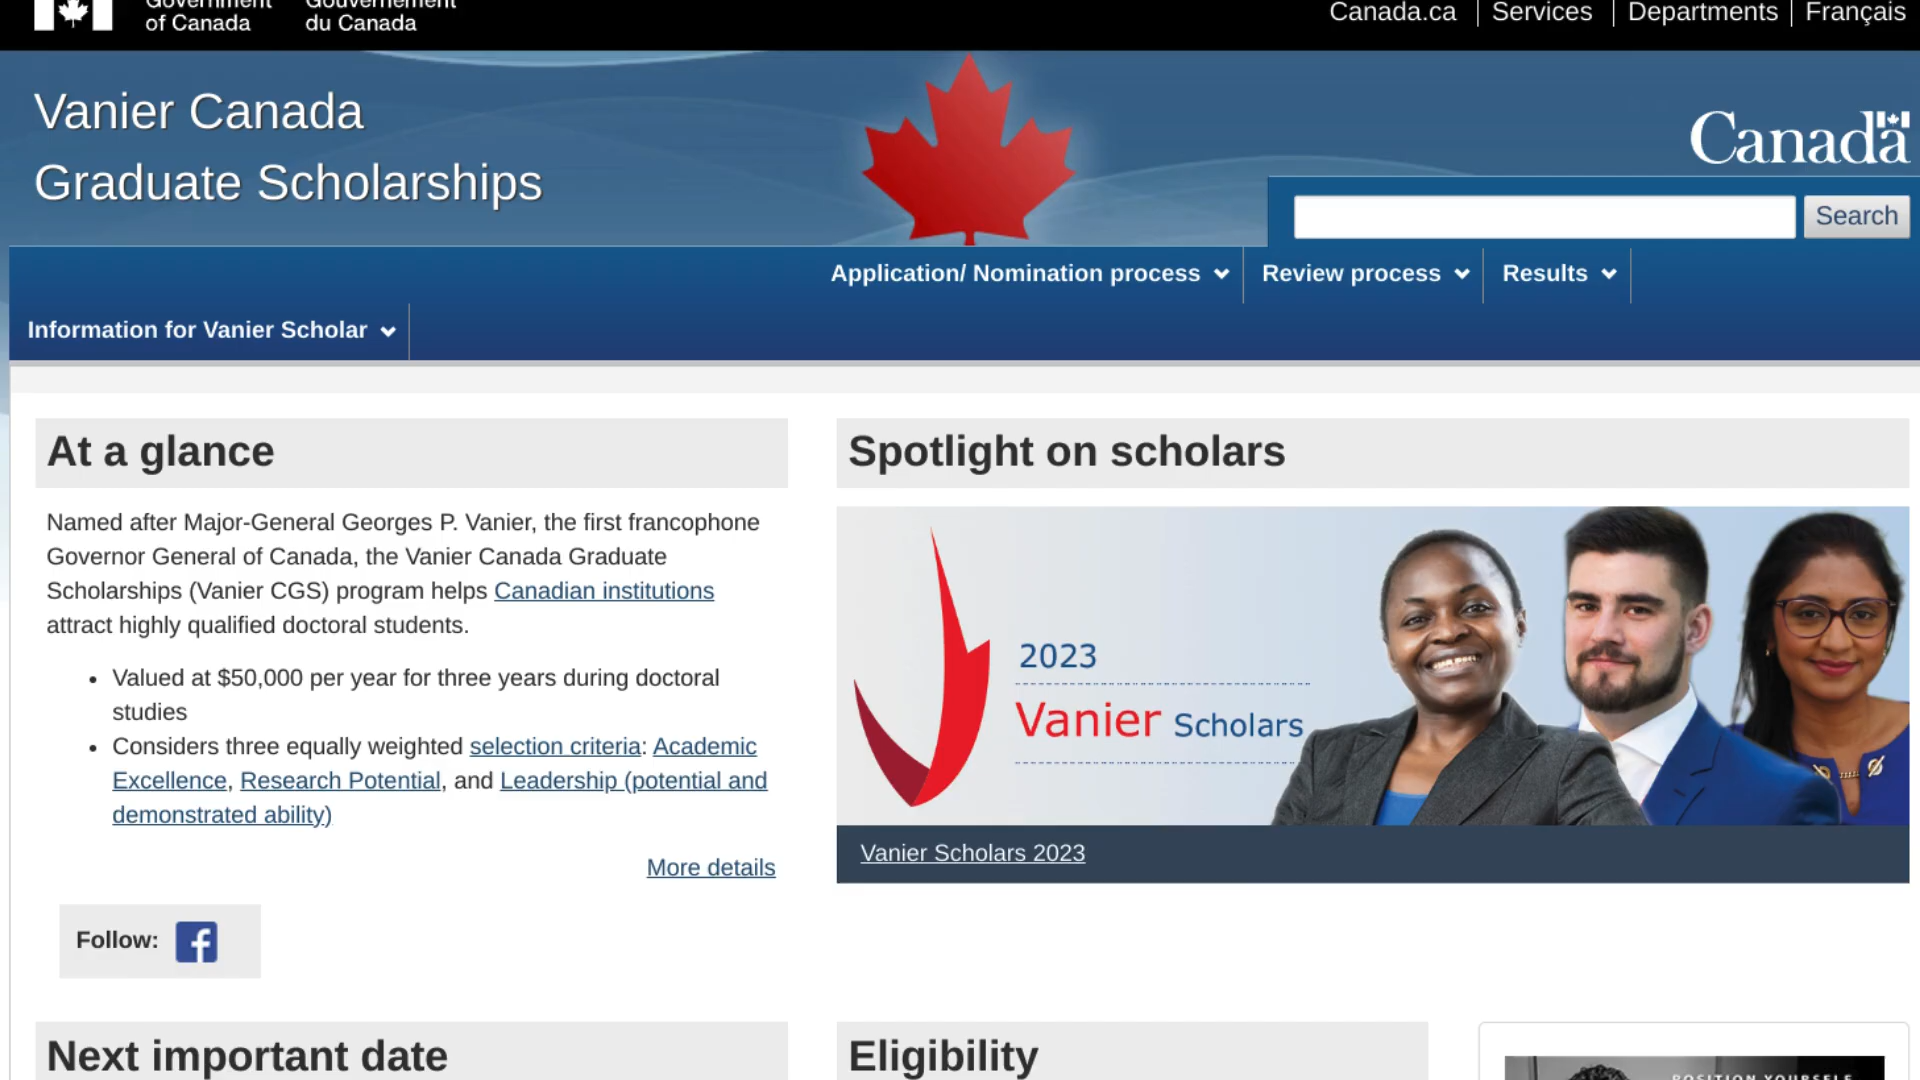 Government
of Canada
Gouvernement
du Canada
Canada.ca
Services
Departments
Français
Vanier Canada
Graduate Scholarships
Canada
Search
Application/ Nomination process
Review process
Results
Information for Vanier Scholar
At a glance
Named after Major-General Georges P. Vanier, the first francophone
Governor General of Canada, the Vanier Canada Graduate
Scholarships (Vanier CGS) program helps Canadian institutions
attract highly qualified doctoral students.
• Valued at $50,000 per year for three years during doctoral
studies
• Considers three equally weighted selection criteria: Academic
Excellence, Research Potential, and Leadership (potential and
demonstrated ability)
More details
Follow:
Spotlight on scholars
2023
Vanier Scholars
Vanier Scholars 2023
Next important date
Eligibility
POSITION YOURSELF